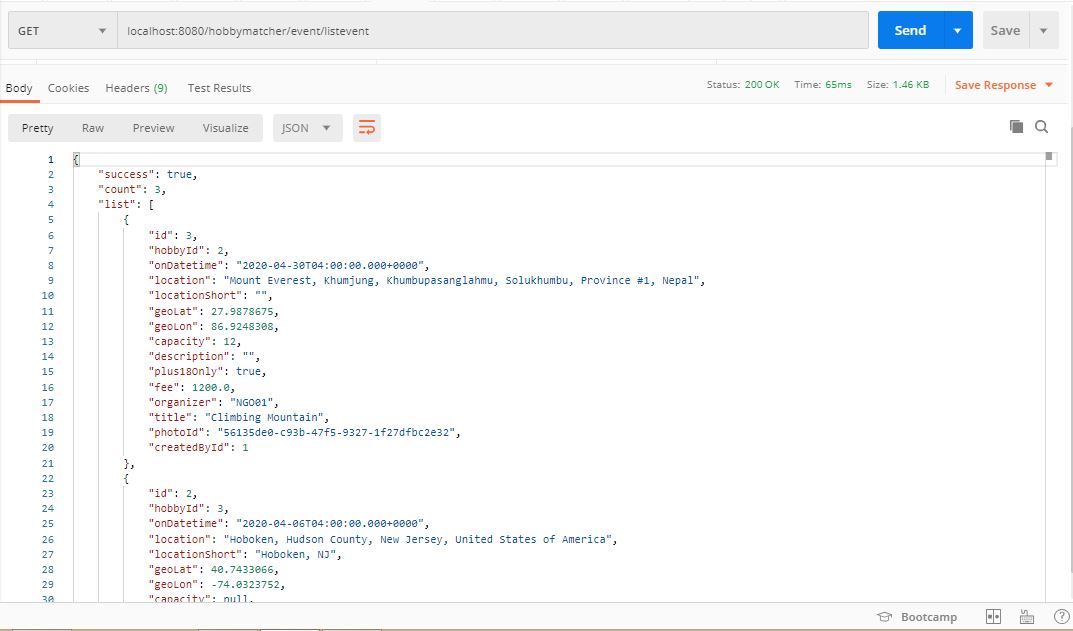 GET localhost:8080/hobbymatcher/event/listevent Send Save
Body Cookies Headers (9) Test Results Status: 200 OK Time: 65ms Size: 1.46 KB Save Response
Pretty Raw Preview Visualize JSON
1 {
2 "success": true,
3 "count": 3,
4 "list": [
5 {
6 "id": 3,
7 "hobbyId": 2,
8 "onDatetime": "2020-04-30T04:00:00.000+0000",
9 "location": "Mount Everest, Khumjung, Khumbupasanglahmu, Solukhumbu, Province #1, Nepal",
10 "locationShort": "",
11 "geoLat": 27.9878675,
12 "geoLon": 86.9248308,
13 "capacity": 12,
14 "description": "",
15 "plus18Only": true,
16 "fee": 1200.0,
17 "organizer": "NGO01",
18 "title": "Climbing Mountain",
19 "photoId": "56135de0-c93b-47f5-9327-1f27dfbc2e32",
20 "createdById": 1
21 },
22 {
23 "id": 2,
24 "hobbyId": 3,
25 "onDatetime": "2020-04-06T04:00:00.000+0000",
26 "location": "Hoboken, Hudson County, New Jersey, United States of America",
27 "locationShort": "Hoboken, NJ",
28 "geoLat": 40.7433066,
29 "geoLon": -74.0323752,
30 "capacity": null,
Bootcamp